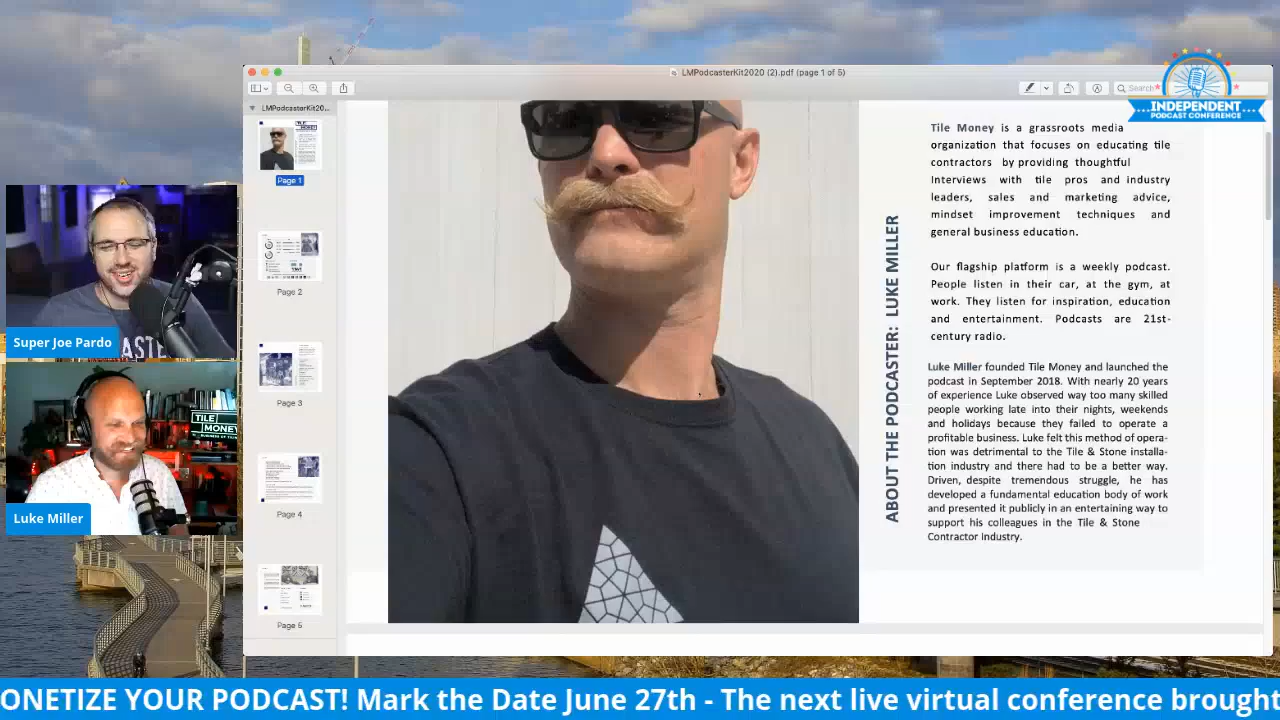 LMPodcasterKit2020 (2).pdf (page 1 of 5)
Search
INDEPENDENT
PODCAST CONFERENCE
LMPodcasterKit20...
Page 1
Page 2
Page 3
Page 4
Page 5
Tile Money is a grassroots media
organization that focuses on educating tile
contractors by providing thoughtful
interviews with tile pros and industry
leaders, sales and marketing advice,
mindset improvement techniques and
general business education.
Our flagship platform is a weekly podcast.
People listen in their car, at the gym, at
work. They listen for inspiration, education
and entertainment. Podcasts are 21st-
century radio.
ABOUT THE PODCASTER: LUKE MILLER
Luke Miller founded Tile Money and launched the
podcast in September 2018. With nearly 20 years
of experience Luke observed way too many skilled
people working late into their nights, weekends
and holidays because they failed to operate a
profitable business. Luke felt this method of opera-
tion was detrimental to the Tile & Stone installa-
tion industry and there had to be a better way.
Driven, despite tremendous struggle, he has
developed a fundamental education body of work
and presented it publicly in an entertaining way to
support his colleagues in the Tile & Stone
Contractor industry.
Super Joe Pardo
TILE
MONEY
Luke Miller
ONETIZE YOUR PODCAST! Mark the Date June 27th - The next live virtual conference brought